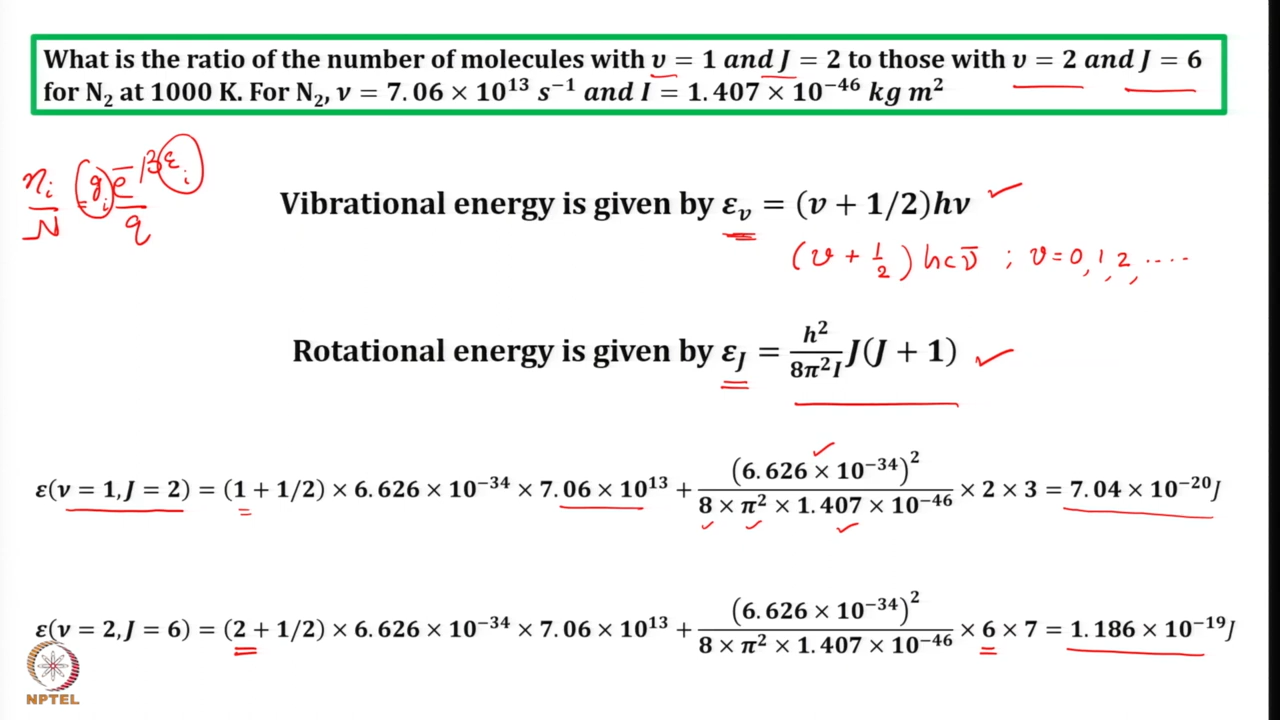 What is the ratio of the number of molecules with υ = 1 and J = 2 to those with υ = 2 and J = 6
for N₂ at 1000 K. For N₂, ν = 7.06 × 10¹³ s⁻¹ and I = 1.407 × 10⁻⁴⁶ kg m²
nᵢ/N = gᵢe^(-βεᵢ)/q
Vibrational energy is given by εᵥ = (υ + 1/2)hν
(υ + 1/2) hcν̄ ; υ = 0, 1, 2, ....
Rotational energy is given by ε_J = h²/8π²I J(J + 1)
ε(ν = 1, J = 2) = (1 + 1/2) × 6.626 × 10⁻³⁴ × 7.06 × 10¹³ + (6.626 × 10⁻³⁴)²/8 × π² × 1.407 × 10⁻⁴⁶ × 2 × 3 = 7.04 × 10⁻²⁰J
ε(ν = 2, J = 6) = (2 + 1/2) × 6.626 × 10⁻³⁴ × 7.06 × 10¹³ + (6.626 × 10⁻³⁴)²/8 × π² × 1.407 × 10⁻⁴⁶ × 6 × 7 = 1.186 × 10⁻¹⁹J
NPTEL